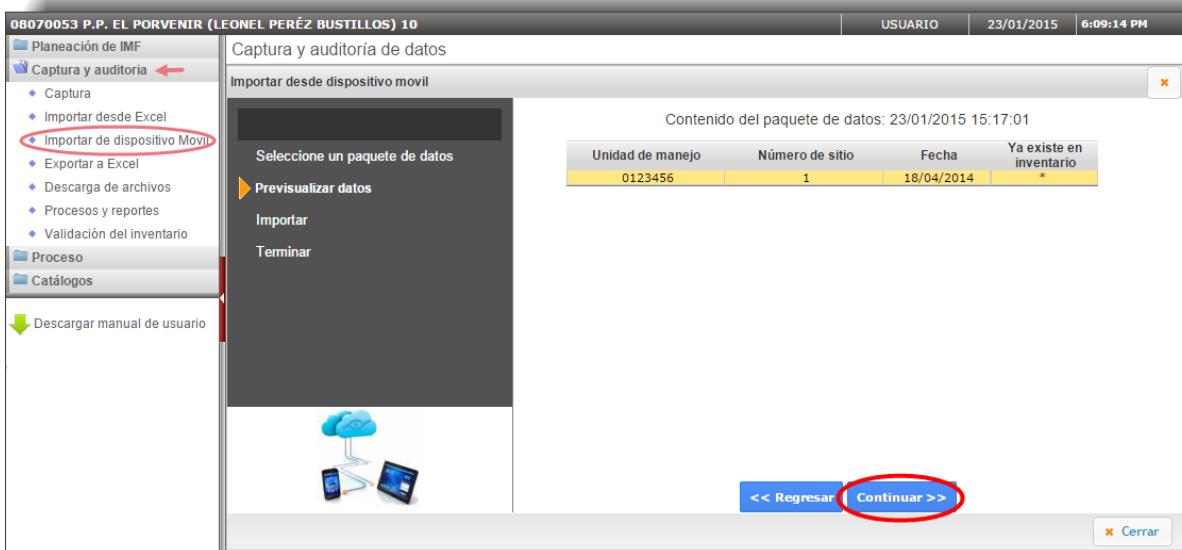 08070053 P.P. EL PORVENIR (LEONEL PERÉZ BUSTILLOS) 10
USUARIO
23/01/2015
6:09:14 PM
Planeación de IMF
Captura y auditoria
Captura
Importar desde Excel
Importar de dispositivo Movil
Exportar a Excel
Descarga de archivos
Procesos y reportes
Validación del inventario
Proceso
Catálogos
Descargar manual de usuario
Captura y auditoría de datos
Importar desde dispositivo movil
Seleccione un paquete de datos
Previsualizar datos
Importar
Terminar
Contenido del paquete de datos: 23/01/2015 15:17:01
Unidad de manejo Número de sitio Fecha Ya existe en inventario
0123456 1 18/04/2014 *
<< Regresar
Continuar >>
Cerrar